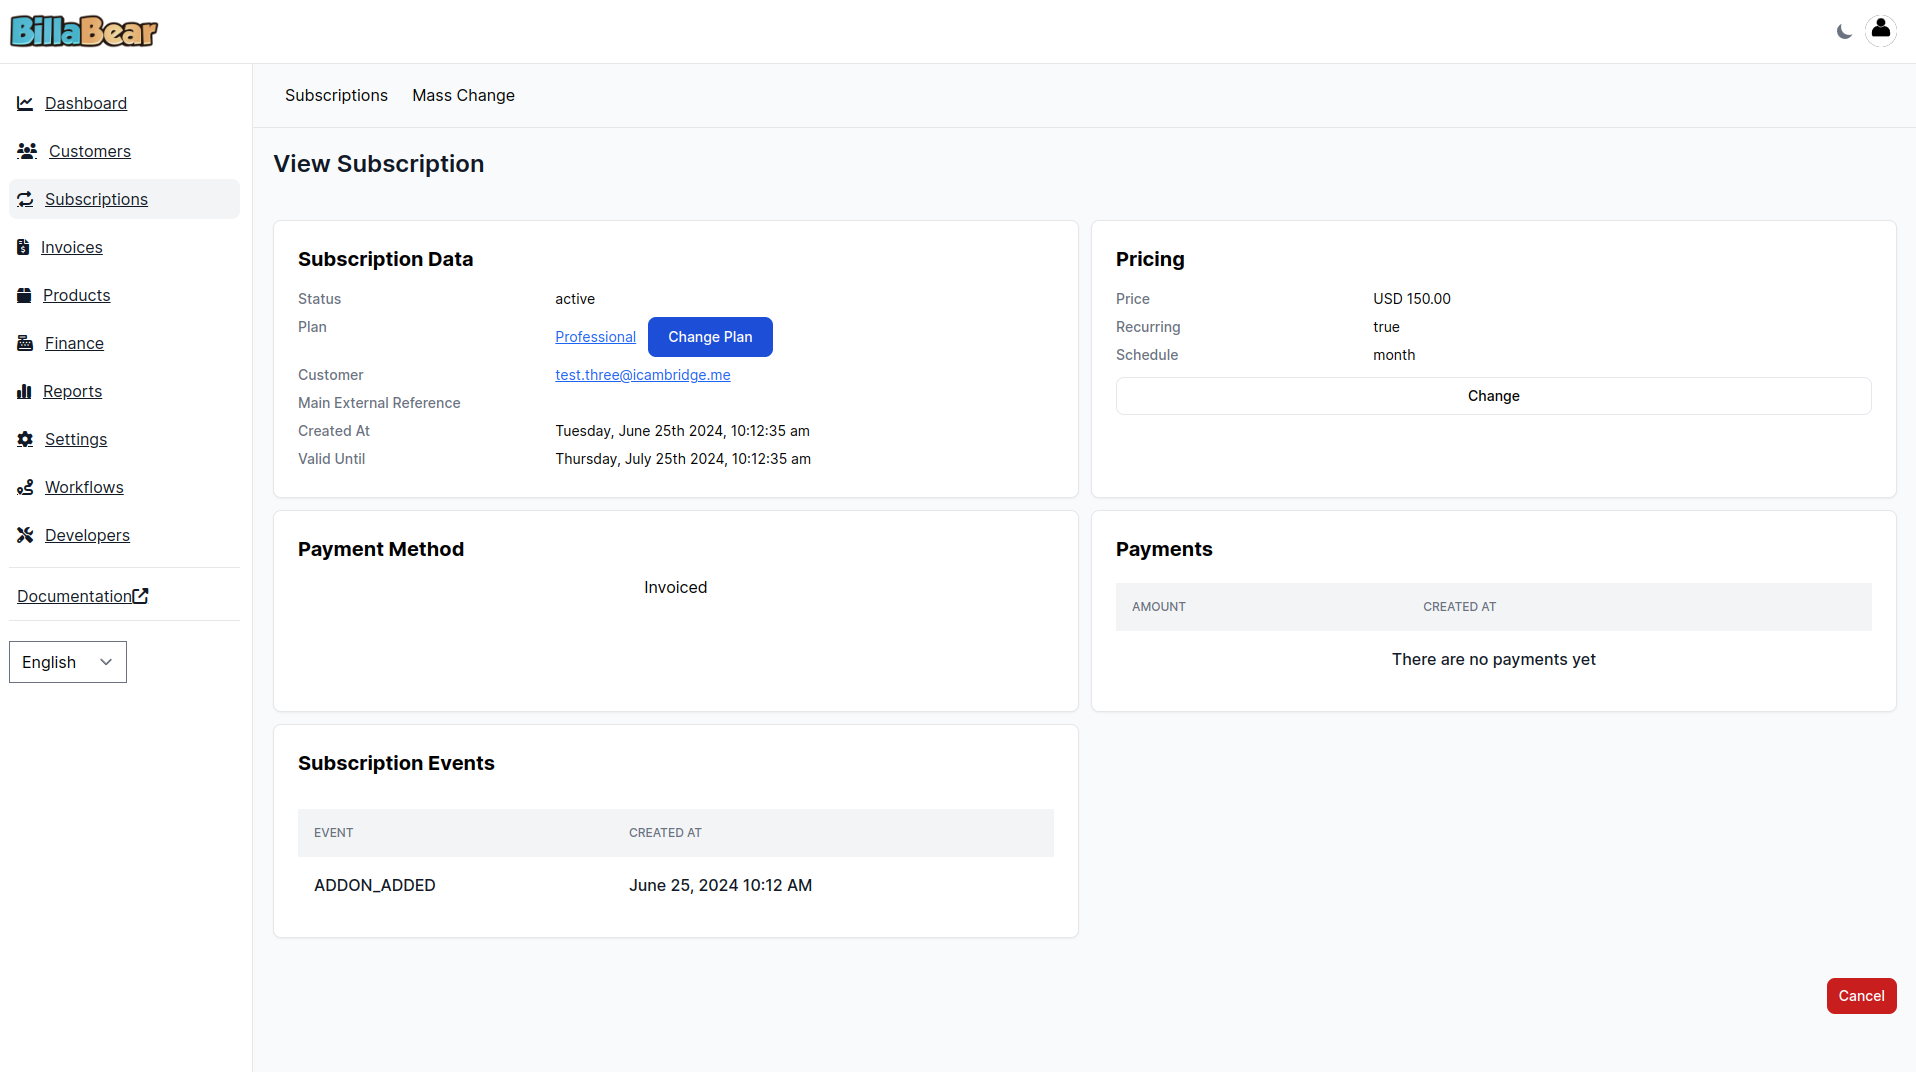 BillaBear
Dashboard
Customers
Subscriptions
Invoices
Products
Finance
Reports
Settings
Workflows
Developers
Documentation
English
Subscriptions Mass Change
View Subscription
Subscription Data
Status active
Plan Professional Change Plan
Customer test.three@icambridge.me
Main External Reference
Created At Tuesday, June 25th 2024, 10:12:35 am
Valid Until Thursday, July 25th 2024, 10:12:35 am
Pricing
Price USD 150.00
Recurring true
Schedule month
Change
Payment Method
Invoiced
Payments
AMOUNT CREATED AT
There are no payments yet
Subscription Events
EVENT CREATED AT
ADDON_ADDED June 25, 2024 10:12 AM
Cancel